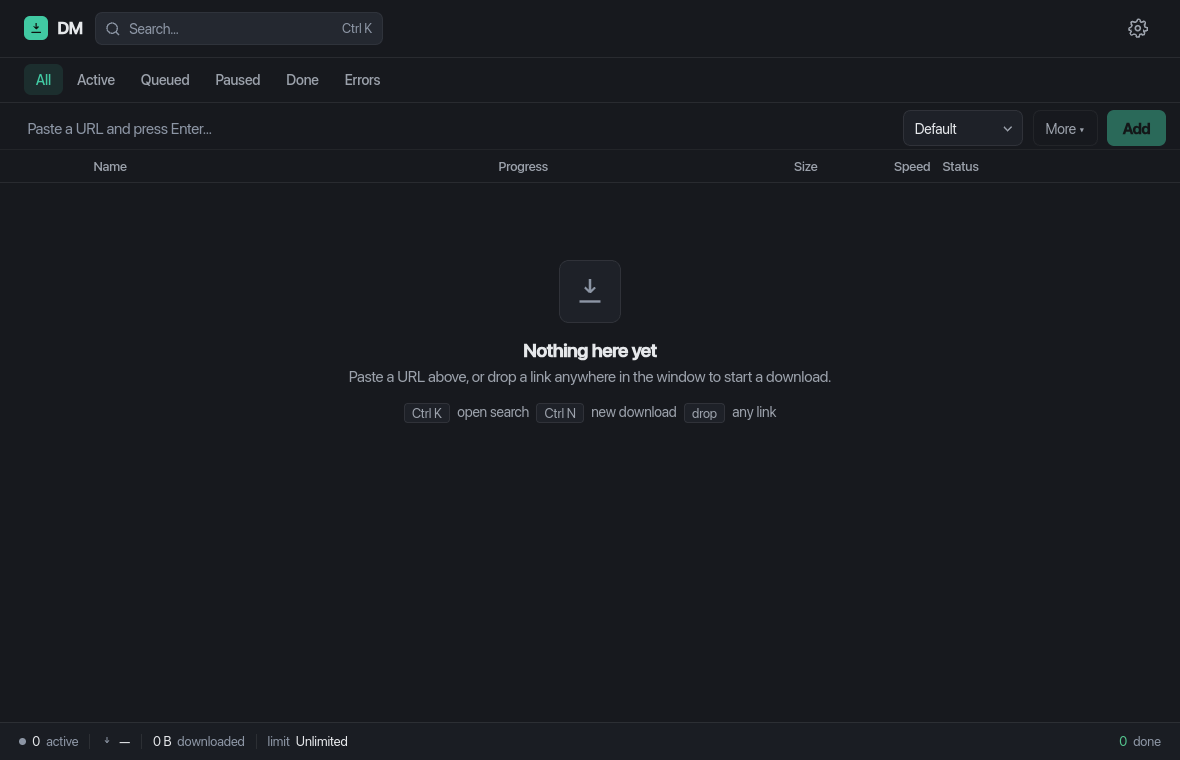 DM Search... Ctrl K
All Active Queued Paused Done Errors
Paste a URL and press Enter... Default More ▾ Add
Name Progress Size Speed Status
Nothing here yet
Paste a URL above, or drop a link anywhere in the window to start a download.
Ctrl K open search Ctrl N new download drop any link
0 active — 0 B downloaded limit Unlimited 0 done